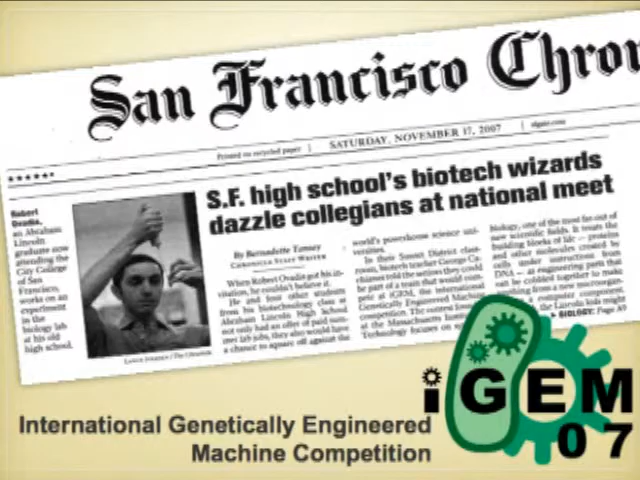 San Francisco Chro
Printed on recycled paper | SATURDAY, NOVEMBER 17, 2007 | sfgate.com
S.F. high school's biotech wizards
dazzle collegians at national meet
Robert
Ovadia,
an Abraham
Lincoln
graduate now
attending the
City College
of San
Francisco,
works on an
experiment
in the
biology lab
at his old
high school.
By Bernadette Tansey
CHRONICLE STAFF WRITER
When Robert Ovadia got his in-
vitation, he couldn't believe it.
He and four other students
from his biotechnology class at
Abraham Lincoln High School
not only had an offer of paid sum-
mer lab jobs, they also would have
a chance to square off against the
world's powerhouse science uni-
versities.
In their Sunset District class-
room, biotech teacher George Ca-
chianes told the seniors they could
be part of a team that would com-
pete at iGEM, the International
Genetically Engineered Machine
Competition. The contest
at the Massachusetts
Technology focuses on
biology, one of the most far-out of
new scientific fields. It treats the
building blocks of life — proteins
and other molecules created by
cells under instructions from
DNA — as engineering parts that
can be cobbled together to make
anything from a new microorgan-
a computer component.
the Lincoln kids might
▶ BIOLOGY: Page A9
iGEM
07
International Genetically Engineered
Machine Competition